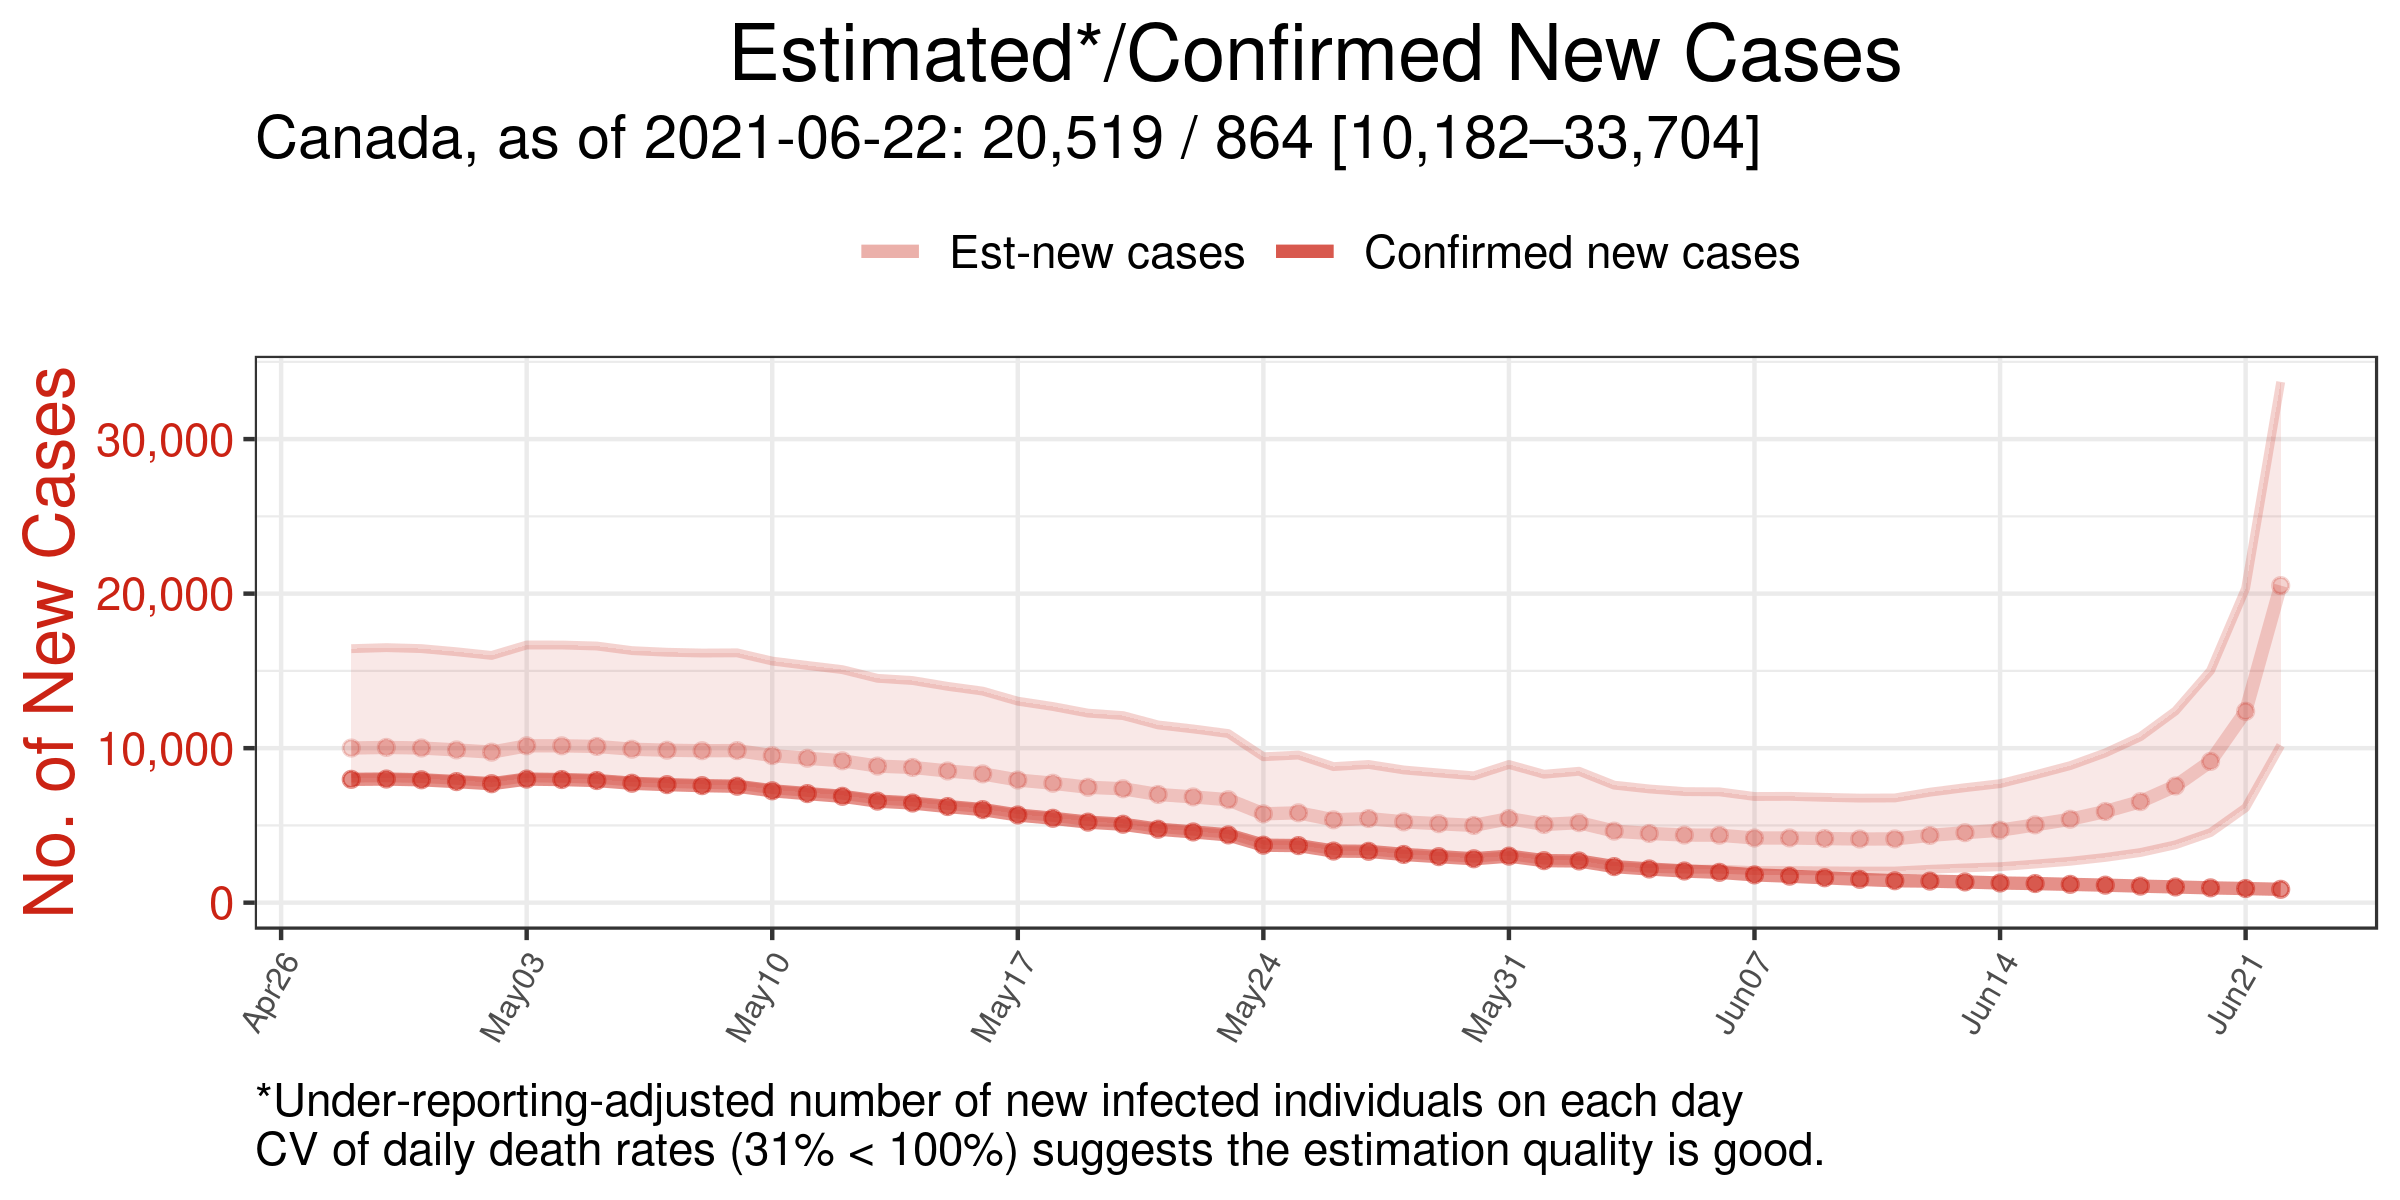 Estimated*/Confirmed New Cases
Canada, as of 2021-06-22: 20,519 / 864 [10,182–33,704]
Est-new cases Confirmed new cases
No. of New Cases
30,000
20,000
10,000
0
Apr26 May03 May10 May17 May24 May31 Jun07 Jun14 Jun21
*Under-reporting-adjusted number of new infected individuals on each day
CV of daily death rates (31% < 100%) suggests the estimation quality is good.